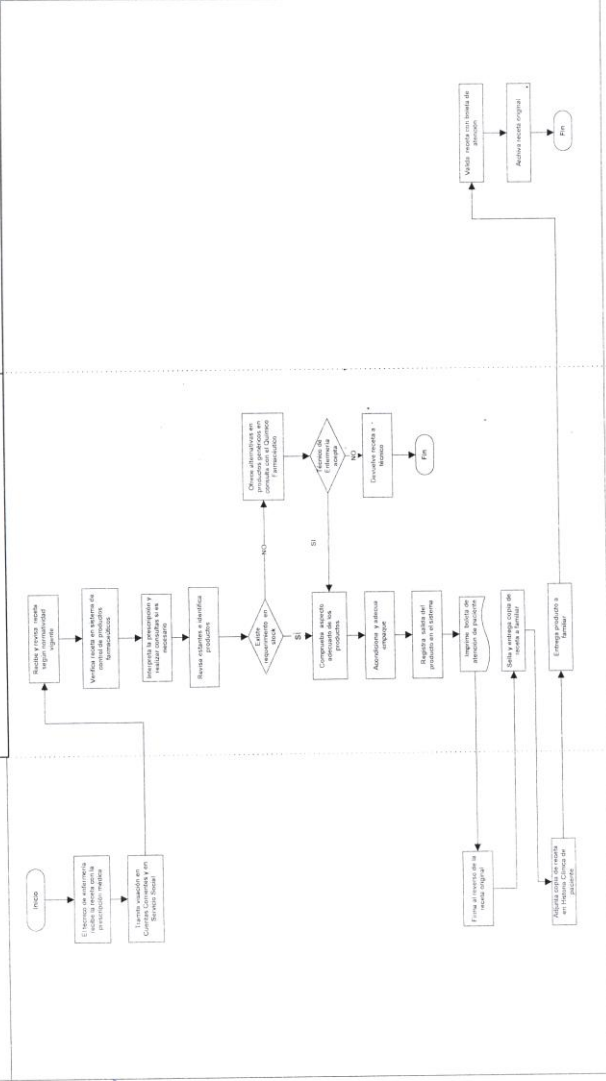 Inicio
El técnico de enfermería
recibe la receta con la
prescripción médica
Tramita visación en
Cuentas Corrientes y en
Servicio Social
Recibe y revisa receta
según normatividad
vigente
Verifica receta en sistema de
control de productos
farmacéuticos
Interpreta la prescripción y
realizar consultas si es
necesario
Revisa estantes e identifica
productos
Existe
requerimiento en
stock
NO
SI
Ofrece alternativas en
productos genéricos en
consulta con el Químico
Farmacéutico
Técnico de
Enfermería
acepta
SI
NO
Devuelve receta a
técnico
Fin
Comprueba aspecto
adecuado de los
productos
Acondiciona y adecua
empaque
Registra salida del
producto en el sistema
Imprime boleta de
atención de paciente
Firma al reverso de la
receta original
Sella y entrega copia de
receta a familiar
Adjunta copia de receta
en Historia Clínica de
paciente
Entrega producto a
familiar
Valida receta con boleta de
atención
Archiva receta original
Fin